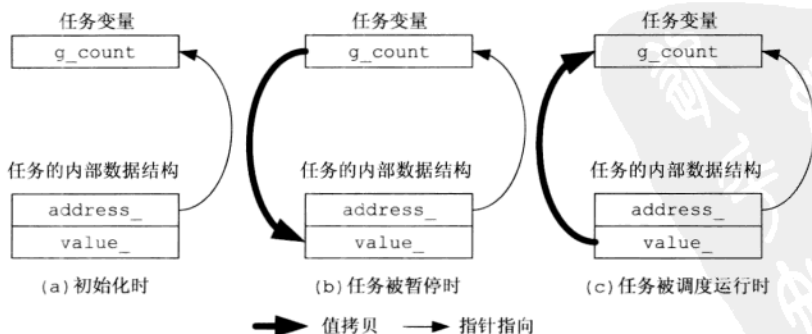 任务变量
g_count
任务的内部数据结构
address_
value_
(a)初始化时
任务变量
g_count
任务的内部数据结构
address_
value_
(b)任务被暂停时
任务变量
g_count
任务的内部数据结构
address_
value_
(c)任务被调度运行时
值拷贝 指针指向